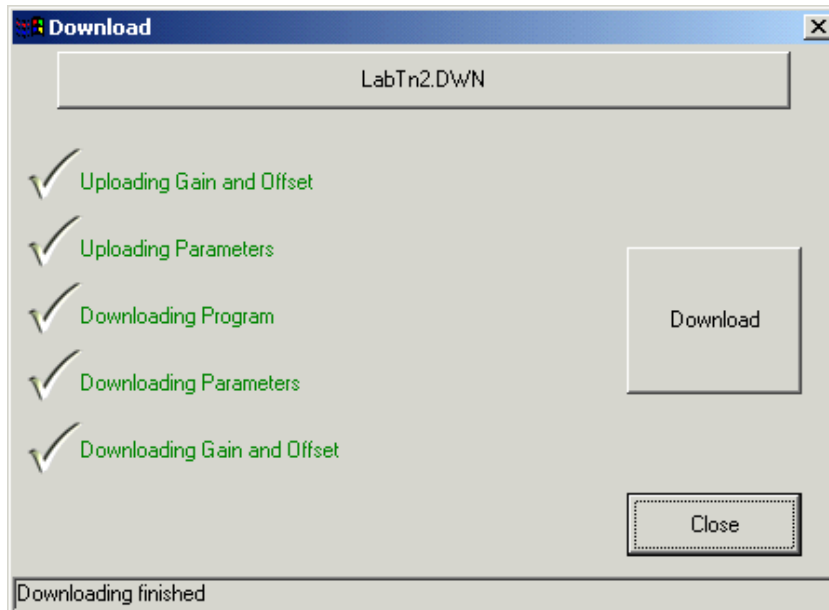 Download
LabTn2.DWN
Uploading Gain and Offset
Uploading Parameters
Downloading Program
Downloading Parameters
Downloading Gain and Offset
Download
Close
Downloading finished